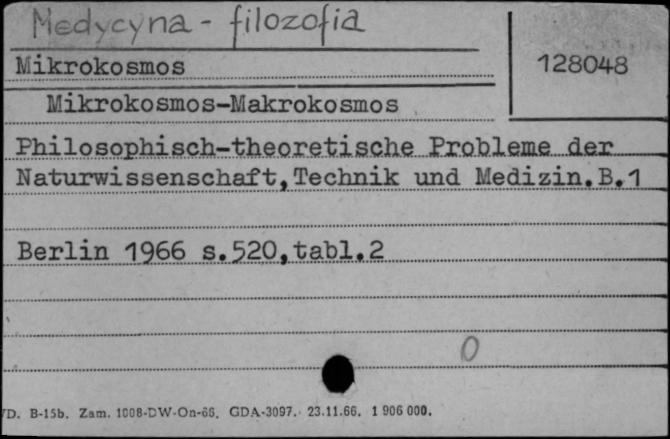 Medycyna - filozofia
Mikrokosmos
128048
Mikrokosmos-Makrokosmos
Philosophisch-theoretische Probleme der
Naturwissenschaft,Technik und Medizin.B.1
Berlin 1966 s.520,tabl.2
0
D. B-15b. Zam. 1008-DW-On-66. GDA-3097. 23.11.66. 1 906 000.